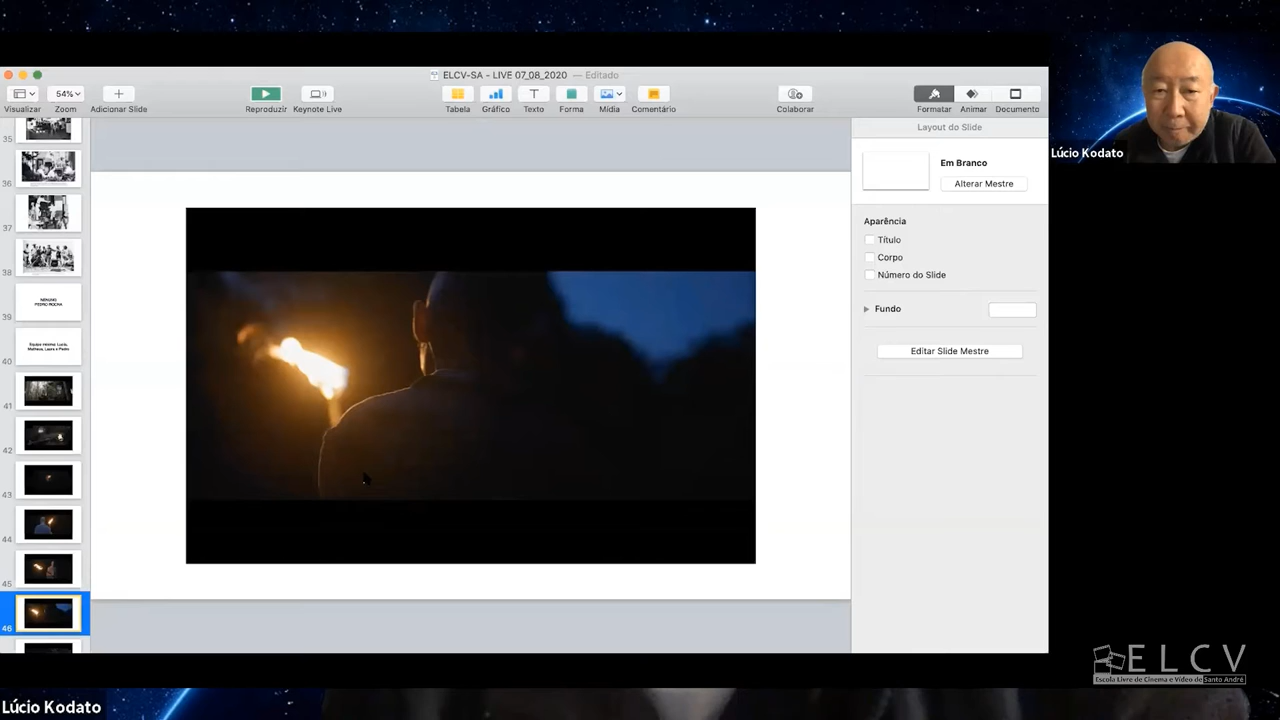 ELCV-SA - LIVE 07_08_2020 — Editado
54%
Visualizar Zoom Adicionar Slide Reproduzir Keynote Live Tabela Gráfico Texto Forma Mídia Comentário Colaborar Formatar Animar Documento
Layout do Slide
Em Branco
Alterar Mestre
Aparência
Título
Corpo
Número do Slide
Fundo
Editar Slide Mestre
35
36
37
38
39
40
41
42
43
44
45
46
Lúcio Kodato
ELCV
Escola Livre de Cinema e Vídeo de Santo André
Lúcio Kodato